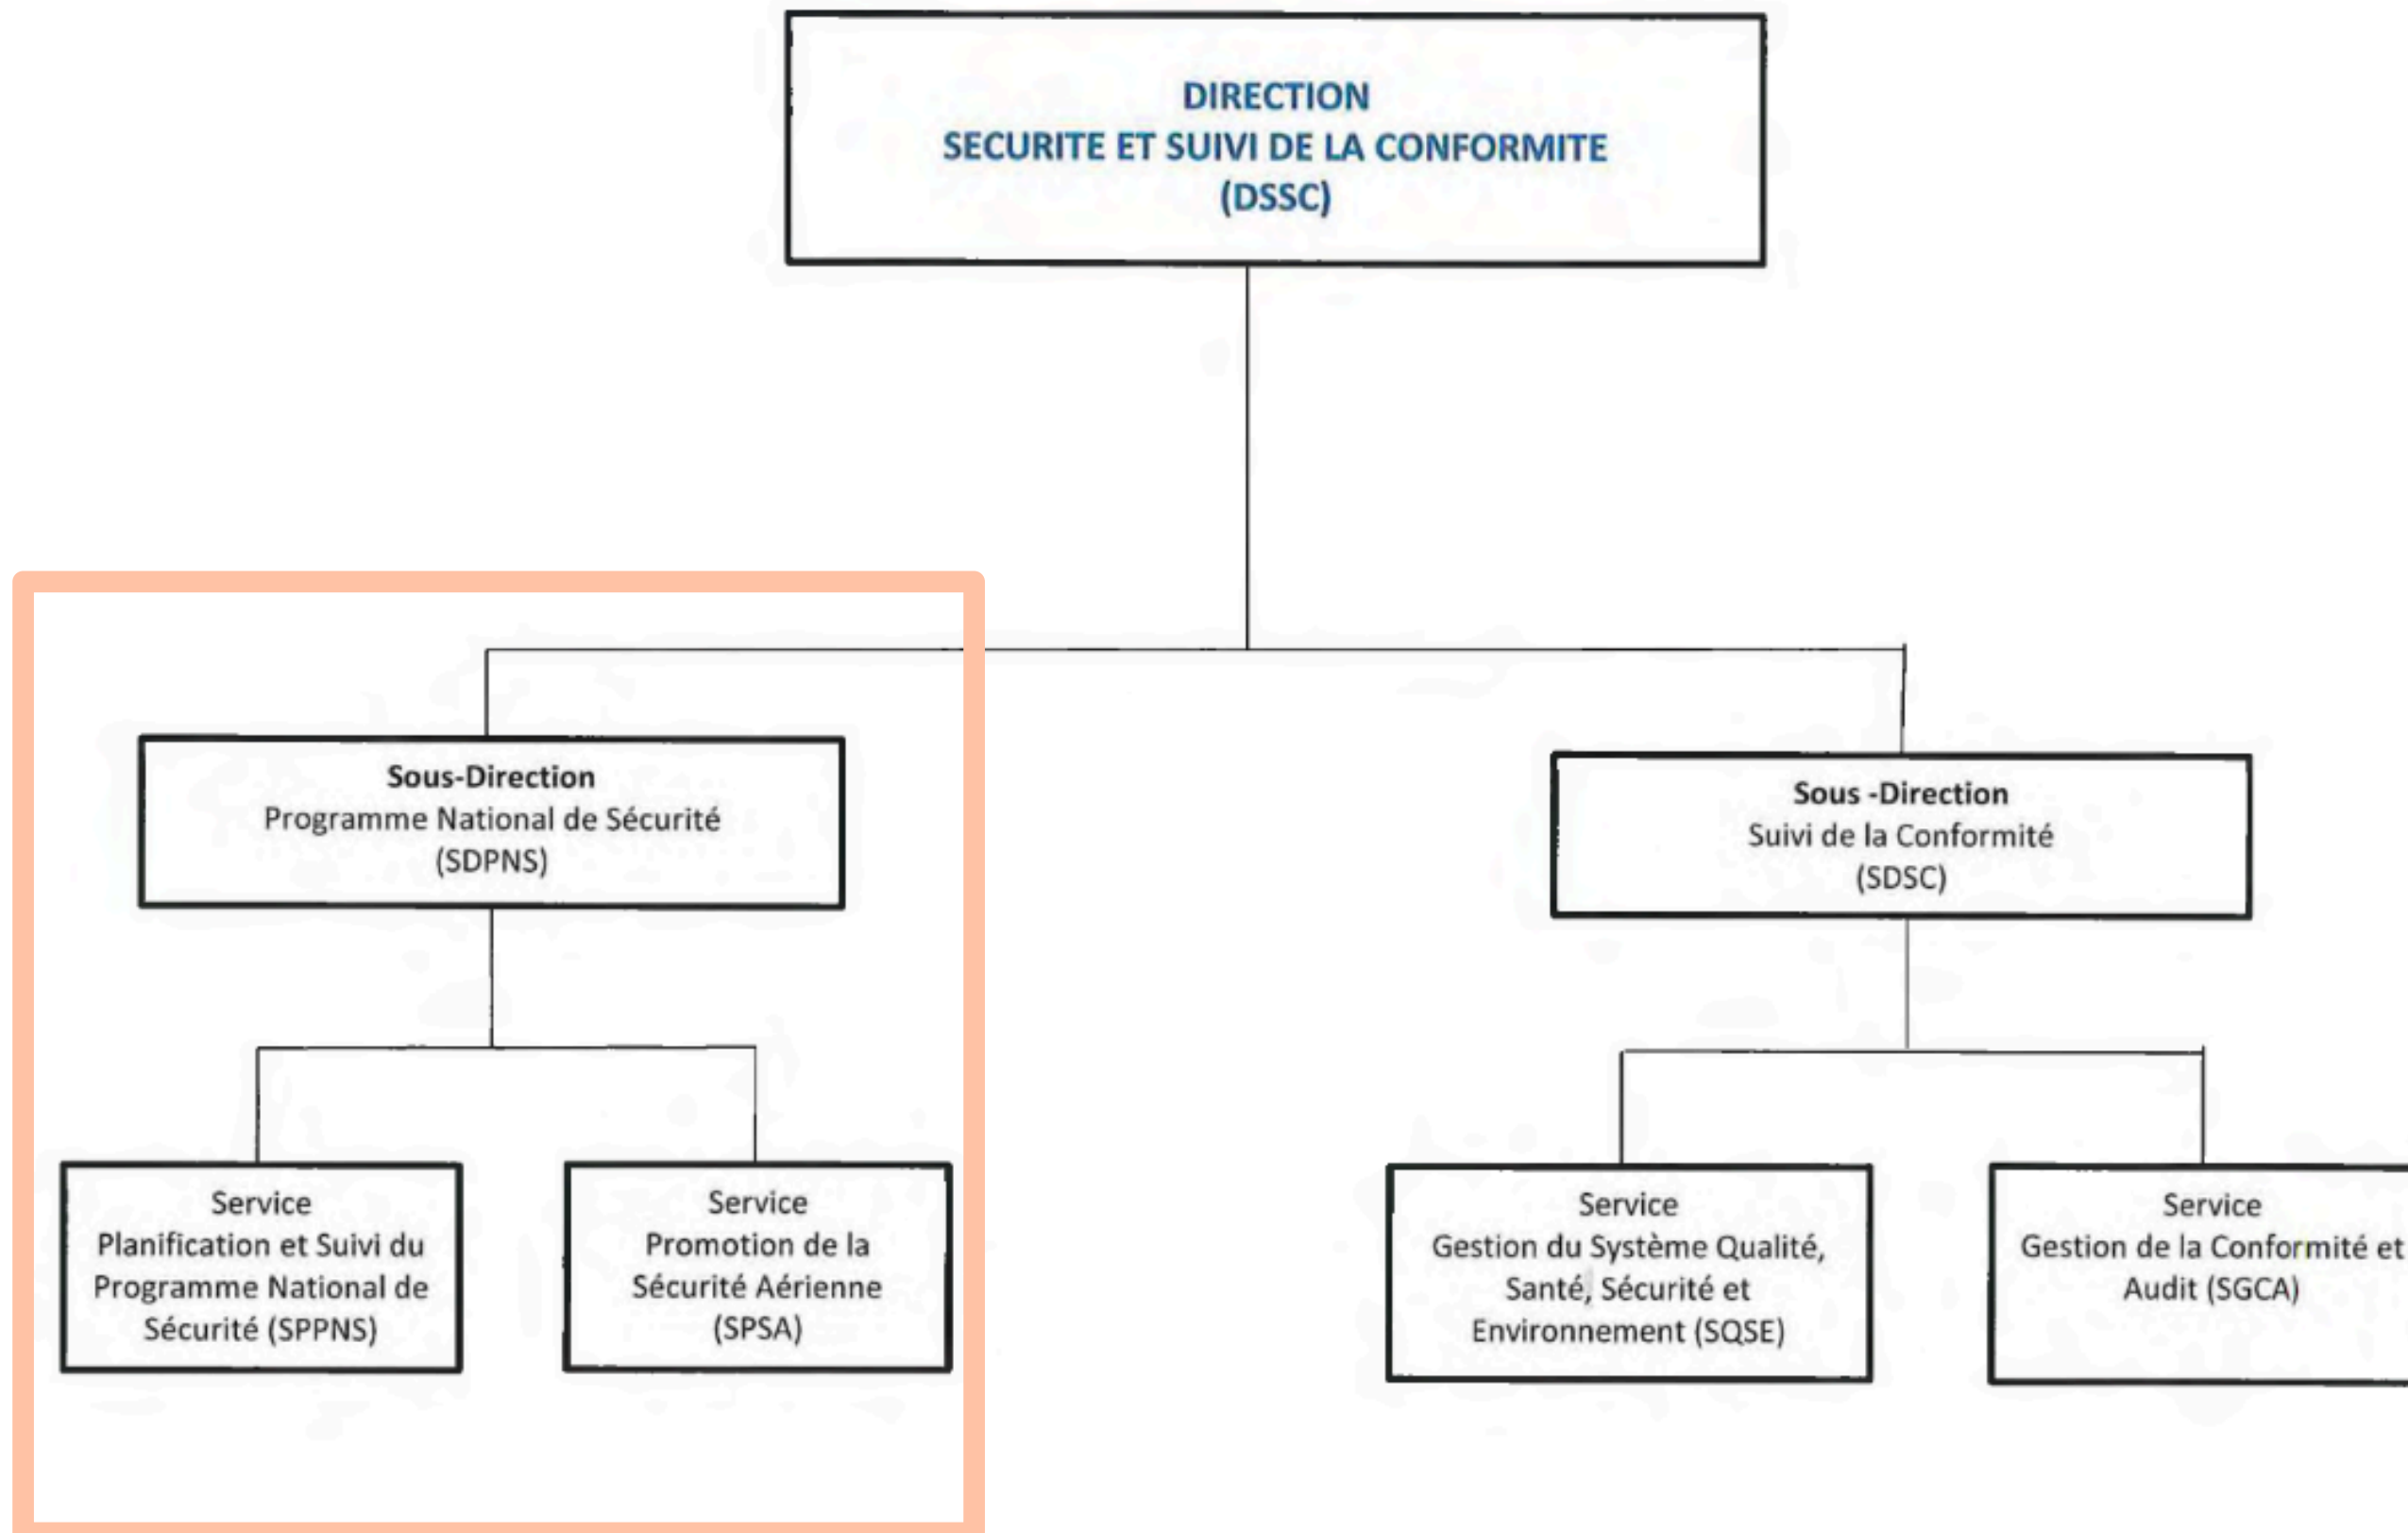 DIRECTION
SECURITE ET SUIVI DE LA CONFORMITE
(DSSC)
Sous-Direction
Programme National de Sécurité
(SDPNS)
Sous -Direction
Suivi de la Conformité
(SDSC)
Service
Planification et Suivi du
Programme National de
Sécurité (SPPNS)
Service
Promotion de la
Sécurité Aérienne
(SPSA)
Service
Gestion du Système Qualité,
Santé, Sécurité et
Environnement (SQSE)
Service
Gestion de la Conformité et
Audit (SGCA)